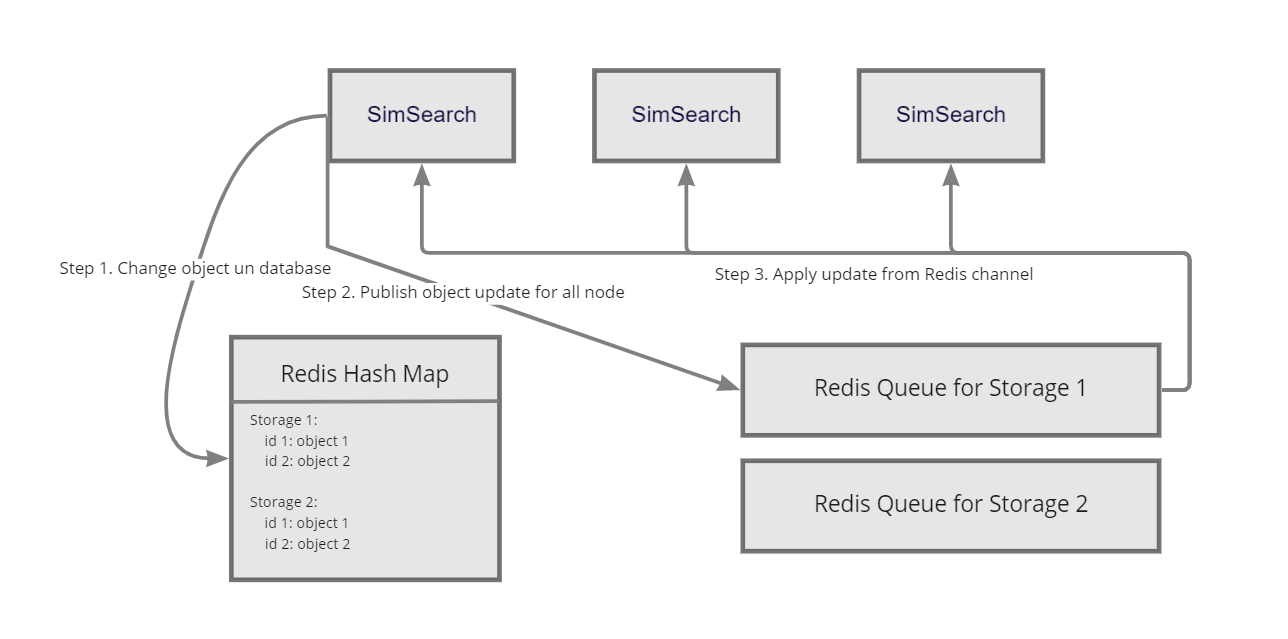 SimSearch
SimSearch
SimSearch
Step 1. Change object un database
Step 2. Publish object update for all node
Step 3. Apply update from Redis channel
Redis Hash Map
Storage 1:
id 1: object 1
id 2: object 2
Storage 2:
id 1: object 1
id 2: object 2
Redis Queue for Storage 1
Redis Queue for Storage 2